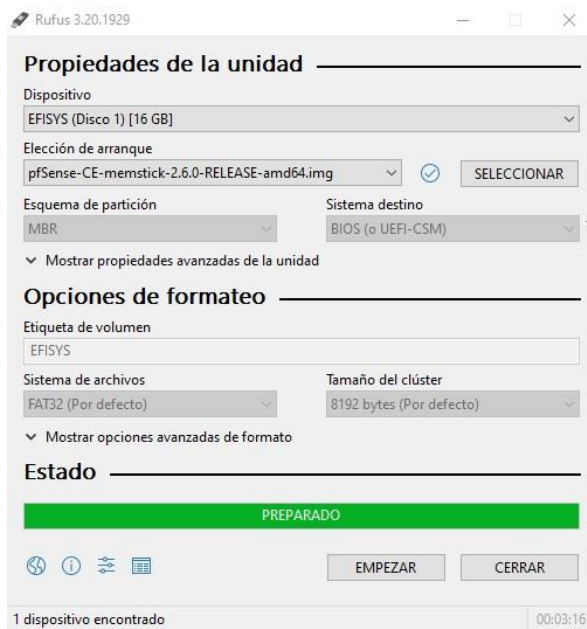 Rufus 3.20.1929
Propiedades de la unidad
Dispositivo
EFISYS (Disco 1) [16 GB]
Elección de arranque
pfSense-CE-memstick-2.6.0-RELEASE-amd64.img
SELECCIONAR
Esquema de partición
Sistema destino
MBR
BIOS (o UEFI-CSM)
Mostrar propiedades avanzadas de la unidad
Opciones de formateo
Etiqueta de volumen
EFISYS
Sistema de archivos
Tamaño del clúster
FAT32 (Por defecto)
8192 bytes (Por defecto)
Mostrar opciones avanzadas de formato
Estado
PREPARADO
EMPEZAR
CERRAR
1 dispositivo encontrado
00:03:16